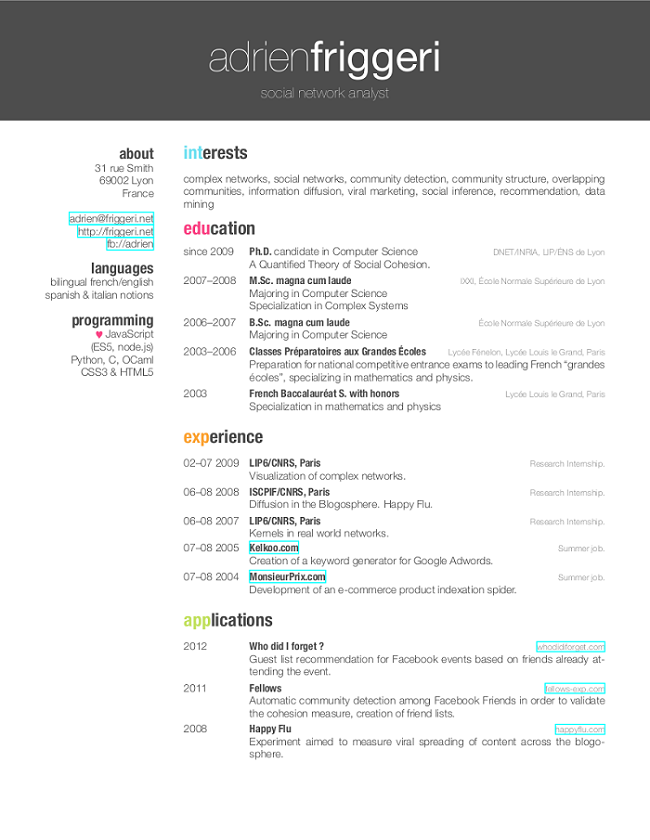 adrienfriggeri
social network analyst
about
31 rue Smith
69002 Lyon
France
adrien@friggeri.net
http://friggeri.net
fb://adrien
languages
bilingual french/english
spanish & italian notions
programming
♥ JavaScript
(ES5, node.js)
Python, C, OCaml
CSS3 & HTML5
interests
complex networks, social networks, community detection, community structure, overlapping
communities, information diffusion, viral marketing, social inference, recommendation, data
mining
education
since 2009 Ph.D. candidate in Computer Science DNET/INRIA, LIP/ÉNS de Lyon
A Quantified Theory of Social Cohesion.
2007–2008 M.Sc. magna cum laude IXXI, École Normale Supérieure de Lyon
Majoring in Computer Science
Specialization in Complex Systems
2006–2007 B.Sc. magna cum laude École Normale Supérieure de Lyon
Majoring in Computer Science
2003–2006 Classes Préparatoires aux Grandes Écoles Lycée Fénelon, Lycée Louis le Grand, Paris
Preparation for national competitive entrance exams to leading French “grandes
écoles”, specializing in mathematics and physics.
2003 French Baccalauréat S. with honors Lycée Louis le Grand, Paris
Specialization in mathematics and physics
experience
02–07 2009 LIP6/CNRS, Paris Research Internship.
Visualization of complex networks.
06–08 2008 ISCPIF/CNRS, Paris Research Internship.
Diffusion in the Blogosphere. Happy Flu.
06–08 2007 LIP6/CNRS, Paris Research Internship.
Kernels in real world networks.
07–08 2005 Kelkoo.com Summer job.
Creation of a keyword generator for Google Adwords.
07–08 2004 MonsieurPrix.com Summer job.
Development of an e-commerce product indexation spider.
applications
2012 Who did I forget ? whodidiforget.com
Guest list recommendation for Facebook events based on friends already at-
tending the event.
2011 Fellows fellows-exp.com
Automatic community detection among Facebook Friends in order to validate
the cohesion measure, creation of friend lists.
2008 Happy Flu happyflu.com
Experiment aimed to measure viral spreading of content across the blogo-
sphere.